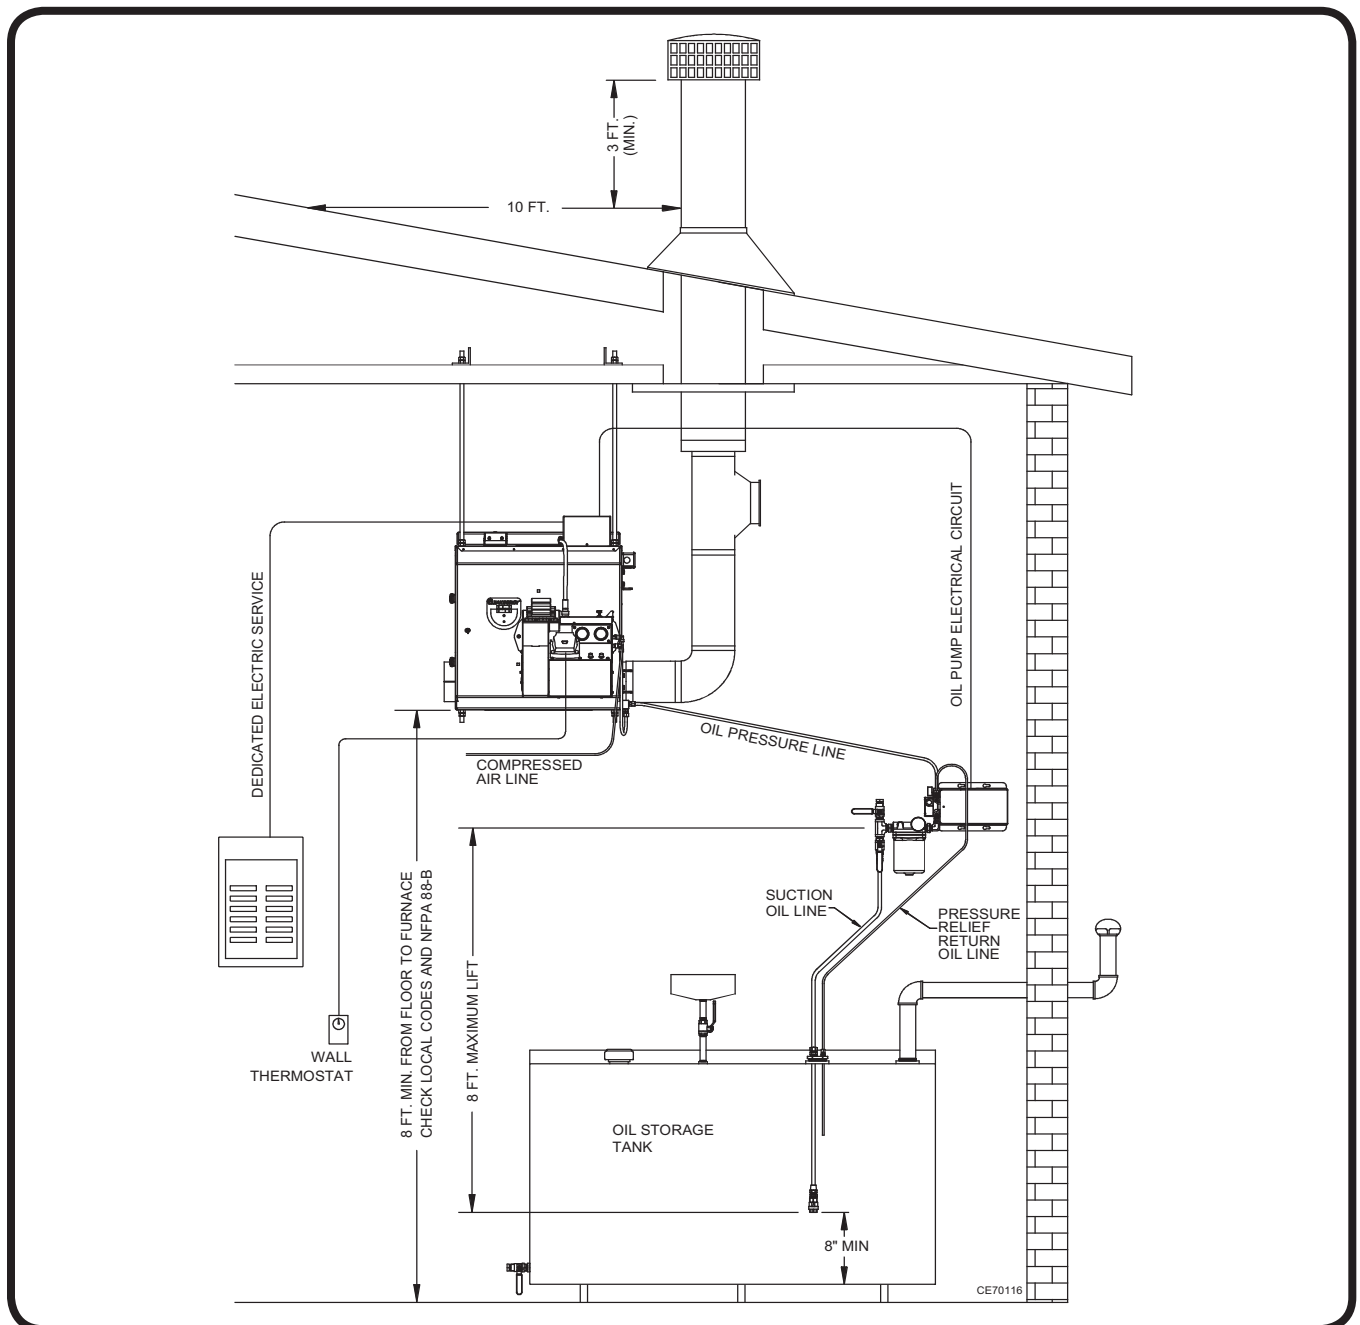 3 FT.
(MIN.)
10 FT.
OIL PUMP ELECTRICAL CIRCUIT
DEDICATED ELECTRIC SERVICE
OIL PRESSURE LINE
COMPRESSED
AIR LINE
8 FT. MIN. FROM FLOOR TO FURNACE
CHECK LOCAL CODES AND NFPA 88-B
8 FT. MAXIMUM LIFT
SUCTION
OIL LINE
PRESSURE
RELIEF
RETURN
OIL LINE
WALL
THERMOSTAT
OIL STORAGE
TANK
8" MIN
CE70116